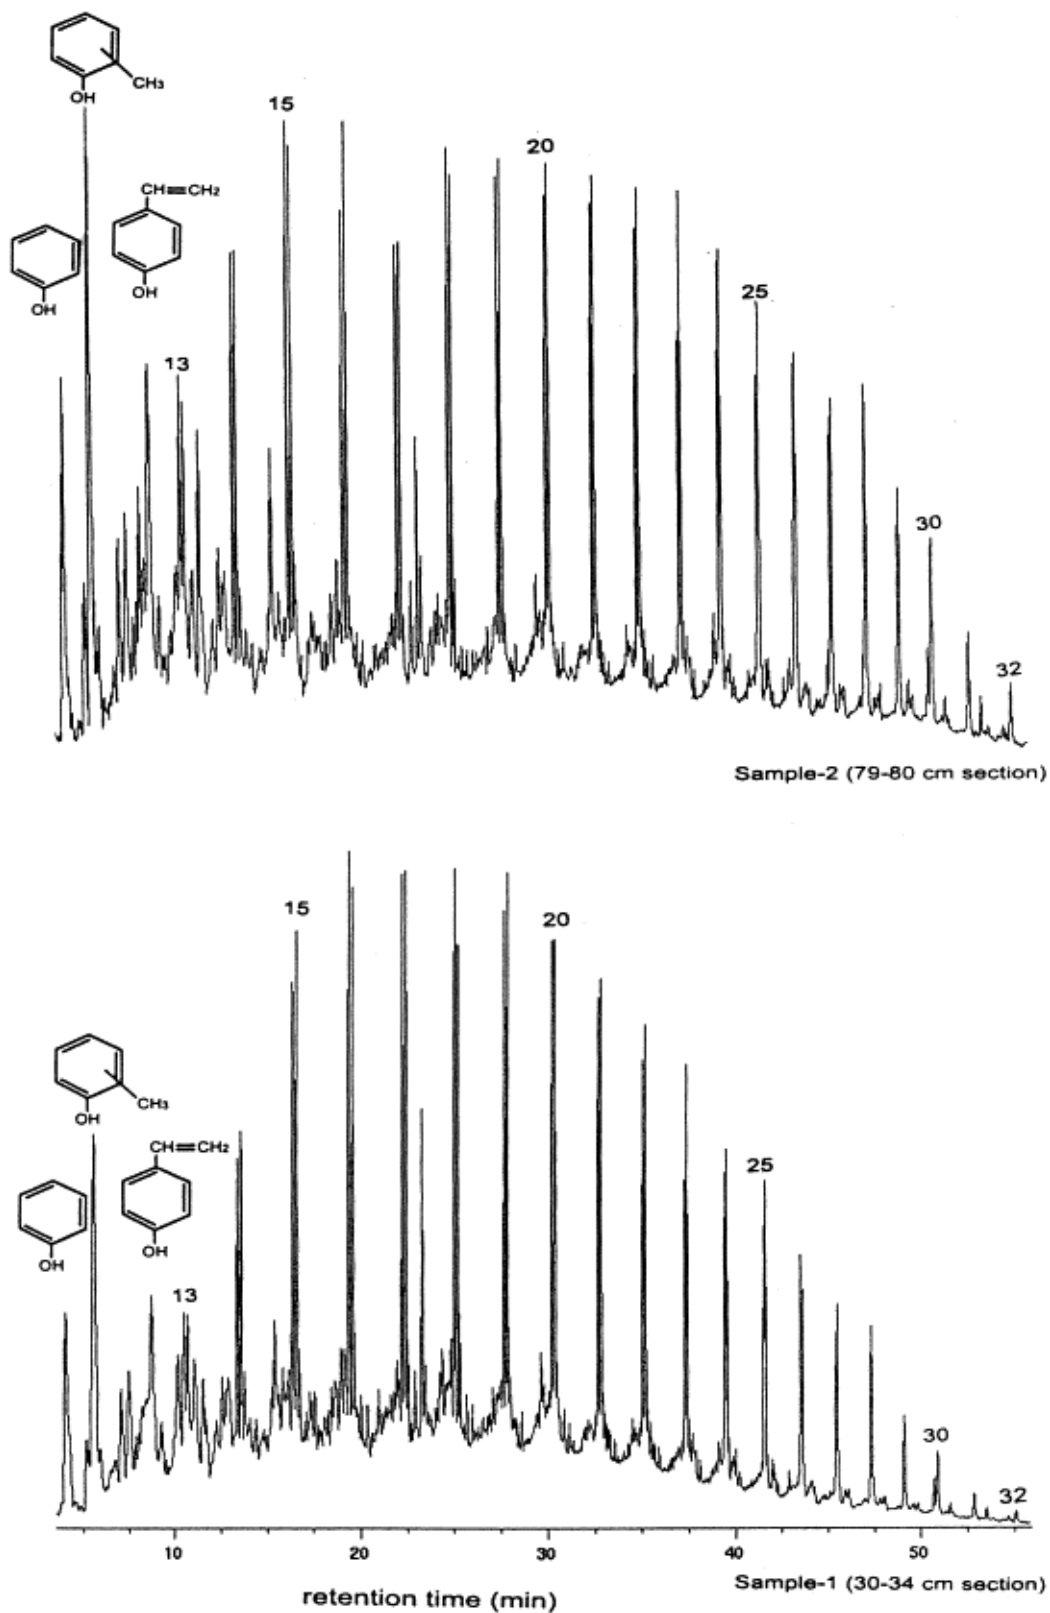 CH₃
OH
15
20
CH=CH₂
OH
OH
25
13
30
32
Sample-2 (79-80 cm section)
15
20
CH₃
OH
CH=CH₂
25
OH
OH
13
30
32
10
20
30
40
50
retention time (min)
Sample-1 (30-34 cm section)